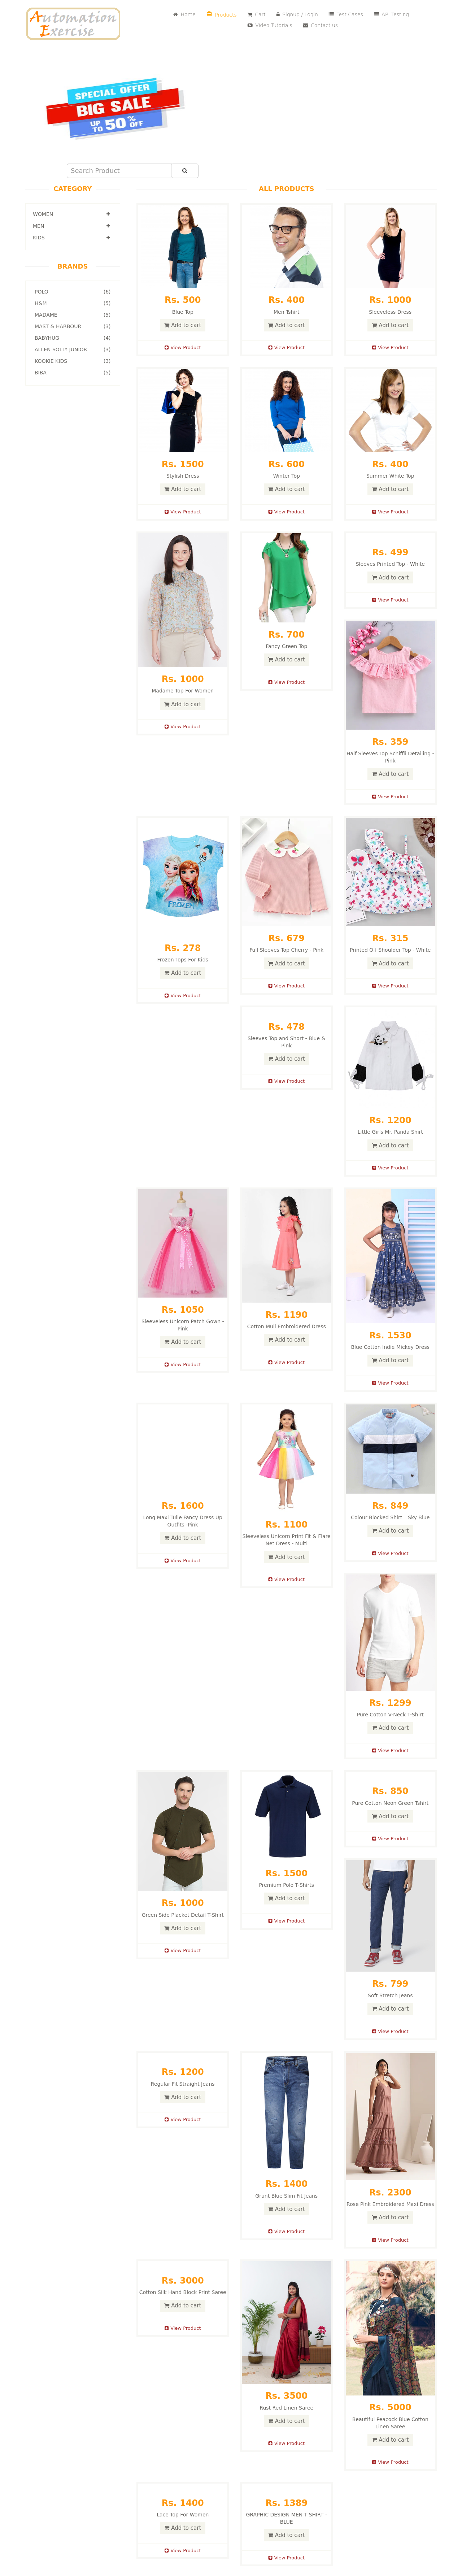 Automation
Exercise
Home
Products
Cart
Signup / Login
Test Cases
API Testing
Video Tutorials
Contact us
SPECIAL OFFER
BIG SALE
UP TO 50% OFF
Search Product
CATEGORY
WOMEN
MEN
KIDS
BRANDS
POLO (6)
H&M (5)
MADAME (5)
MAST & HARBOUR (3)
BABYHUG (4)
ALLEN SOLLY JUNIOR (3)
KOOKIE KIDS (3)
BIBA (5)
ALL PRODUCTS
Rs. 500
Blue Top
Add to cart
View Product
Rs. 400
Men Tshirt
Add to cart
View Product
Rs. 1000
Sleeveless Dress
Add to cart
View Product
Rs. 1500
Stylish Dress
Add to cart
View Product
Rs. 600
Winter Top
Add to cart
View Product
Rs. 400
Summer White Top
Add to cart
View Product
Rs. 1000
Madame Top For Women
Add to cart
View Product
Rs. 700
Fancy Green Top
Add to cart
View Product
Rs. 499
Sleeves Printed Top - White
Add to cart
View Product
Rs. 359
Half Sleeves Top Schiffli Detailing -
Pink
Add to cart
View Product
Rs. 278
Frozen Tops For Kids
Add to cart
View Product
Rs. 679
Full Sleeves Top Cherry - Pink
Add to cart
View Product
Rs. 315
Printed Off Shoulder Top - White
Add to cart
View Product
Rs. 478
Sleeves Top and Short - Blue &
Pink
Add to cart
View Product
Rs. 1200
Little Girls Mr. Panda Shirt
Add to cart
View Product
Rs. 1050
Sleeveless Unicorn Patch Gown -
Pink
Add to cart
View Product
Rs. 1190
Cotton Mull Embroidered Dress
Add to cart
View Product
Rs. 1530
Blue Cotton Indie Mickey Dress
Add to cart
View Product
Rs. 1600
Long Maxi Tulle Fancy Dress Up
Outfits -Pink
Add to cart
View Product
Rs. 1100
Sleeveless Unicorn Print Fit & Flare
Net Dress - Multi
Add to cart
View Product
Rs. 849
Colour Blocked Shirt – Sky Blue
Add to cart
View Product
Rs. 1299
Pure Cotton V-Neck T-Shirt
Add to cart
View Product
Rs. 1000
Green Side Placket Detail T-Shirt
Add to cart
View Product
Rs. 1500
Premium Polo T-Shirts
Add to cart
View Product
Rs. 850
Pure Cotton Neon Green Tshirt
Add to cart
View Product
Rs. 799
Soft Stretch Jeans
Add to cart
View Product
Rs. 1200
Regular Fit Straight Jeans
Add to cart
View Product
Rs. 1400
Grunt Blue Slim Fit Jeans
Add to cart
View Product
Rs. 2300
Rose Pink Embroidered Maxi Dress
Add to cart
View Product
Rs. 3000
Cotton Silk Hand Block Print Saree
Add to cart
View Product
Rs. 3500
Rust Red Linen Saree
Add to cart
View Product
Rs. 5000
Beautiful Peacock Blue Cotton
Linen Saree
Add to cart
View Product
Rs. 1400
Lace Top For Women
Add to cart
View Product
Rs. 1389
GRAPHIC DESIGN MEN T SHIRT -
BLUE
Add to cart
View Product